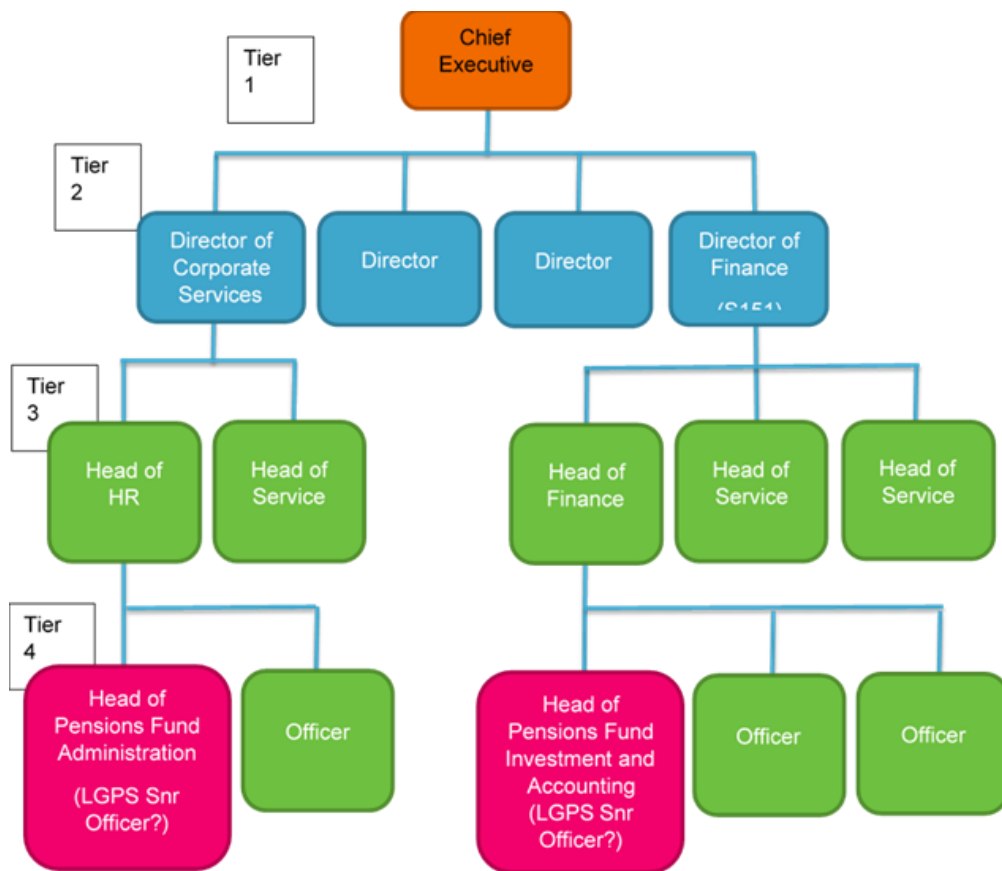 Chief
Executive
Tier
1
Tier
2
Director of
Corporate
Services
Director
Director
Director of
Finance
(S151)
Tier
3
Head of
HR
Head of
Service
Head of
Finance
Head of
Service
Head of
Service
Tier
4
Head of
Pensions Fund
Administration
(LGPS Snr
Officer?)
Officer
Head of
Pensions Fund
Investment and
Accounting
(LGPS Snr
Officer?)
Officer
Officer